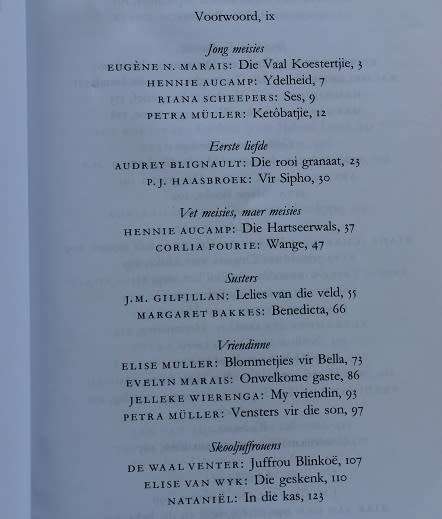 Voorwoord, ix
Jong meisies
EUGÈNE N. MARAIS: Die Vaal Koestertjie, 3
HENNIE AUCAMP: Ydelheid, 7
RIANA SCHEEPERS: Ses, 9
PETRA MÜLLER: Ketôbatjie, 12
Eerste liefde
AUDREY BLIGNAULT: Die rooi granaat, 23
P.J. HAASBROEK: Vir Sipho, 30
Vet meisies, maer meisies
HENNIE AUCAMP: Die Hartseerwals, 37
CORLIA FOURIE: Wange, 47
Susters
J.M. GILFILLAN: Lelies van die veld, 55
MARGARET BAKKES: Benedicta, 66
Vriendinne
ELISE MULLER: Blommetjies vir Bella, 73
EVELYN MARAIS: Onwelkome gaste, 86
JELLEKE WIERENGA: My vriendin, 93
PETRA MÜLLER: Vensters vir die son, 97
Skooljuffrouens
DE WAAL VENTER: Juffrou Blinkoë, 107
ELISE VAN WYK: Die geskenk, 110
NATANIËL: In die kas, 123